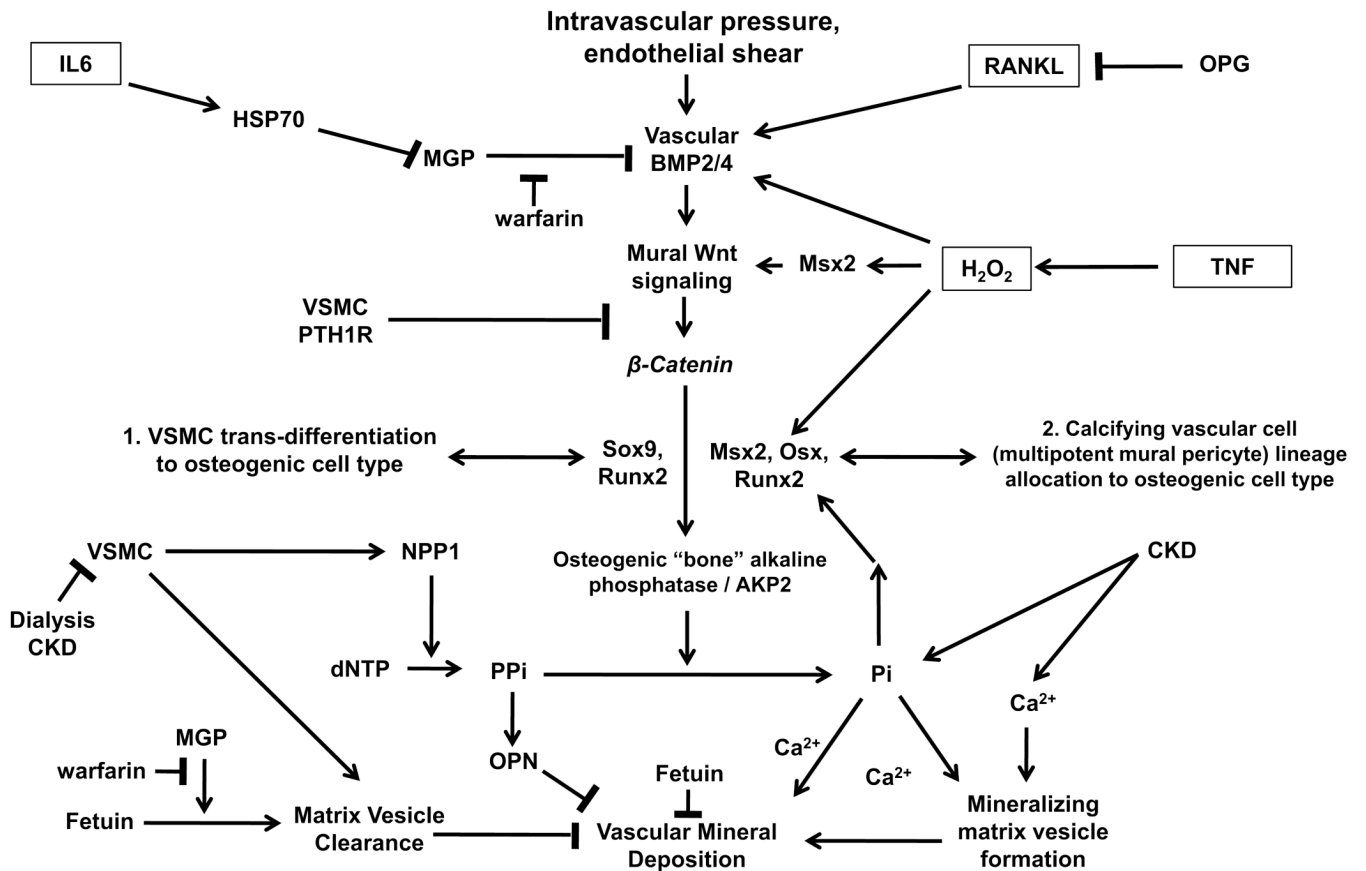 Intravascular pressure,
endothelial shear
IL6
RANKL
OPG
HSP70
Vascular
BMP2/4
MGP
warfarin
Mural Wnt
signaling
Msx2
H₂O₂
TNF
VSMC
PTH1R
β-Catenin
1. VSMC trans-differentiation
to osteogenic cell type
Sox9,
Runx2
Msx2, Osx,
Runx2
2. Calcifying vascular cell
(multipotent mural pericyte) lineage
allocation to osteogenic cell type
VSMC
NPP1
Osteogenic “bone” alkaline
phosphatase / AKP2
CKD
Dialysis
CKD
dNTP
PPi
Pi
Ca²⁺
MGP
warfarin
OPN
Fetuin
Ca²⁺
Ca²⁺
Fetuin
Matrix Vesicle
Clearance
Vascular Mineral
Deposition
Mineralizing
matrix vesicle
formation